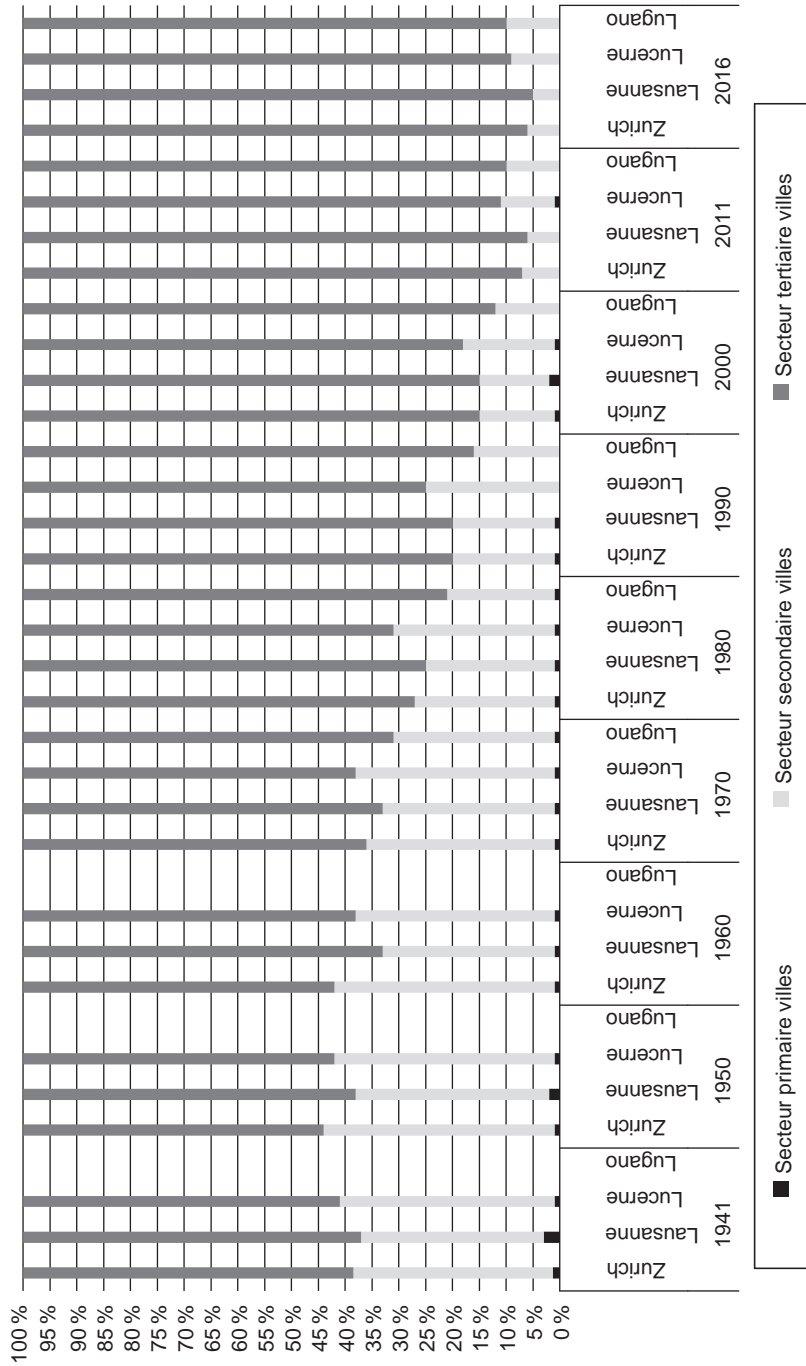 100 %
95 %
90 %
85 %
80 %
75 %
70 %
65 %
60 %
55 %
50 %
45 %
40 %
35 %
30 %
25 %
20 %
15 %
10 %
5 %
0 %
Zurich
Lausanne
Lucerne
Lugano
1941
Zurich
Lausanne
Lucerne
Lugano
1950
Zurich
Lausanne
Lucerne
Lugano
1960
Zurich
Lausanne
Lucerne
Lugano
1970
Zurich
Lausanne
Lucerne
Lugano
1980
Zurich
Lausanne
Lucerne
Lugano
1990
Zurich
Lausanne
Lucerne
Lugano
2000
Zurich
Lausanne
Lucerne
Lugano
2011
Zurich
Lausanne
Lucerne
Lugano
2016
Secteur primaire villes
Secteur secondaire villes
Secteur tertiaire villes